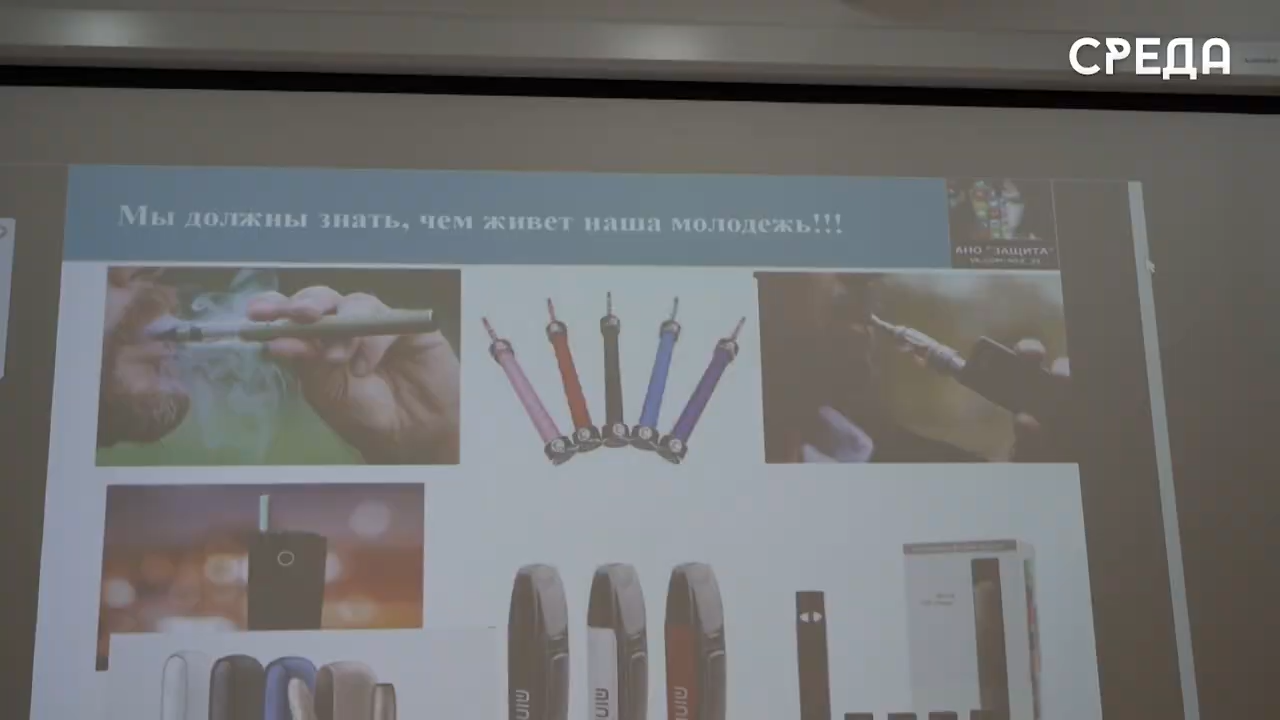 СРЕДА
Мы должны знать, чем живет наша молодежь!!!
АНО "ЗАЩИТА"